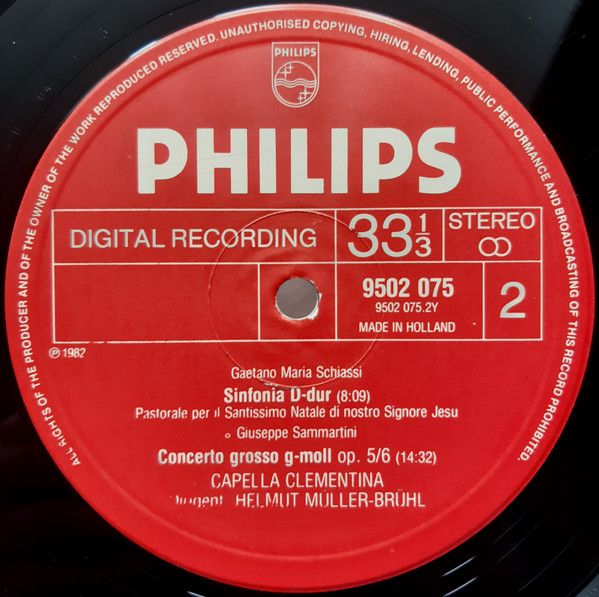 ALL RIGHTS OF THE PRODUCER AND OF THE OWNER OF THE WORK REPRODUCED RESERVED. UNAUTHORISED COPYING, HIRING, LENDING, PUBLIC PERFORMANCE AND BROADCASTING OF THIS RECORD PROHIBITED.
PHILIPS
PHILIPS
DIGITAL RECORDING
33 1/3
STEREO
9502 075
9502 075.2Y
MADE IN HOLLAND
2
℗ 1982
Gaetano Maria Schiassi
Sinfonia D-dur (8:09)
Pastorale per il Santissimo Natale di nostro Signore Jesu
Giuseppe Sammartini
Concerto grosso g-moll op. 5/6 (14:32)
CAPELLA CLEMENTINA
Dirigent: HELMUT MÜLLER-BRÜHL